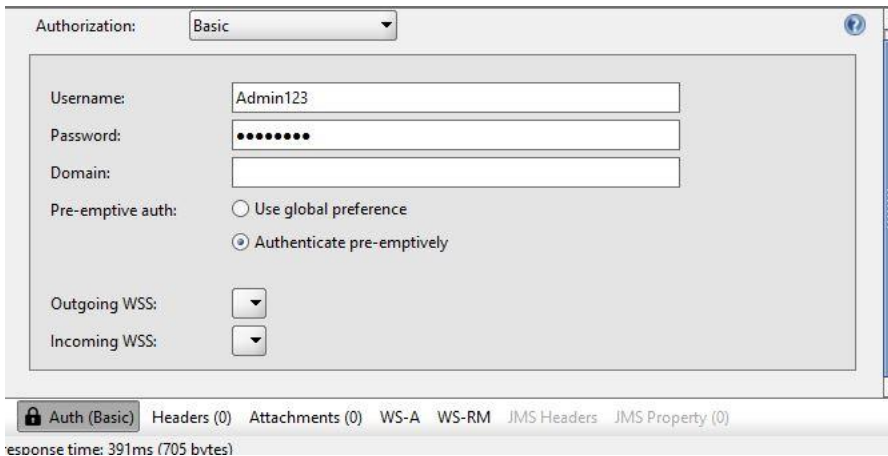 Authorization: Basic
Username: Admin123
Password: ••••••••
Domain:
Pre-emptive auth: Use global preference
Authenticate pre-emptively
Outgoing WSS:
Incoming WSS:
Auth (Basic) Headers (0) Attachments (0) WS-A WS-RM JMS Headers JMS Property (0)
response time: 391ms (705 bytes)